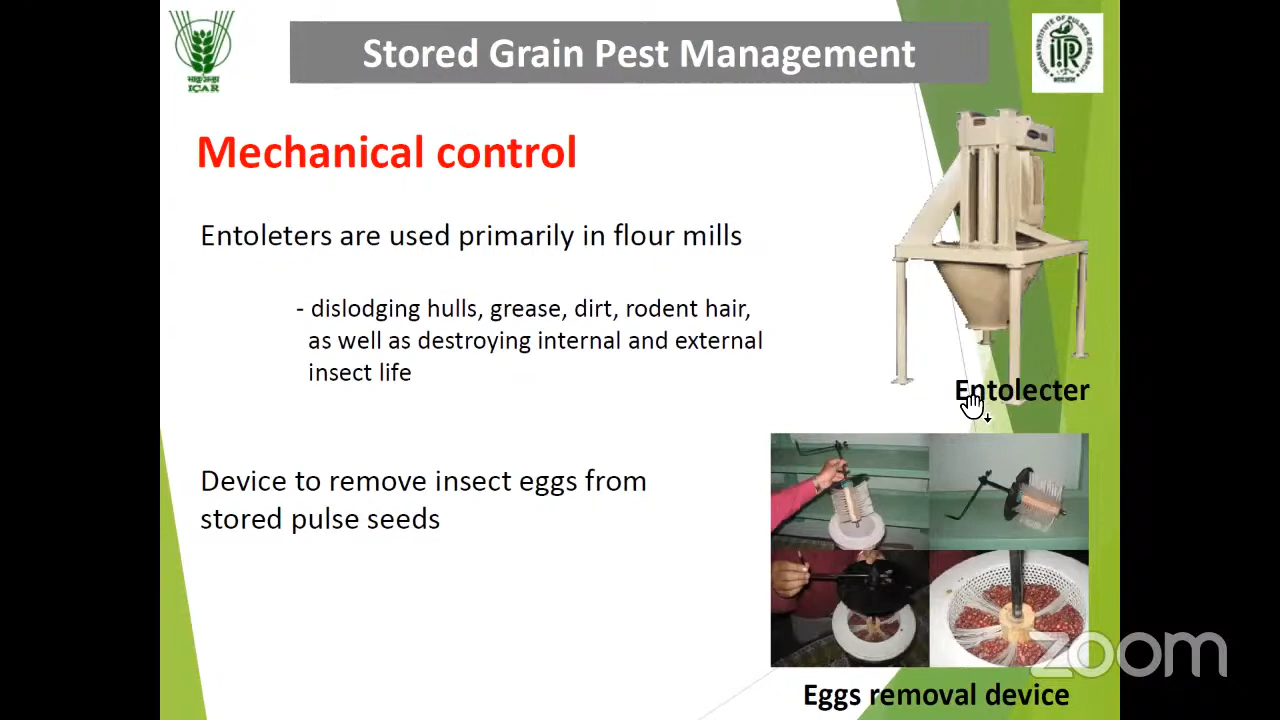 Stored Grain Pest Management
ICAR
Mechanical control
Entoleters are used primarily in flour mills
- dislodging hulls, grease, dirt, rodent hair,
as well as destroying internal and external
insect life
Entolecter
Device to remove insect eggs from
stored pulse seeds
zoom
Eggs removal device